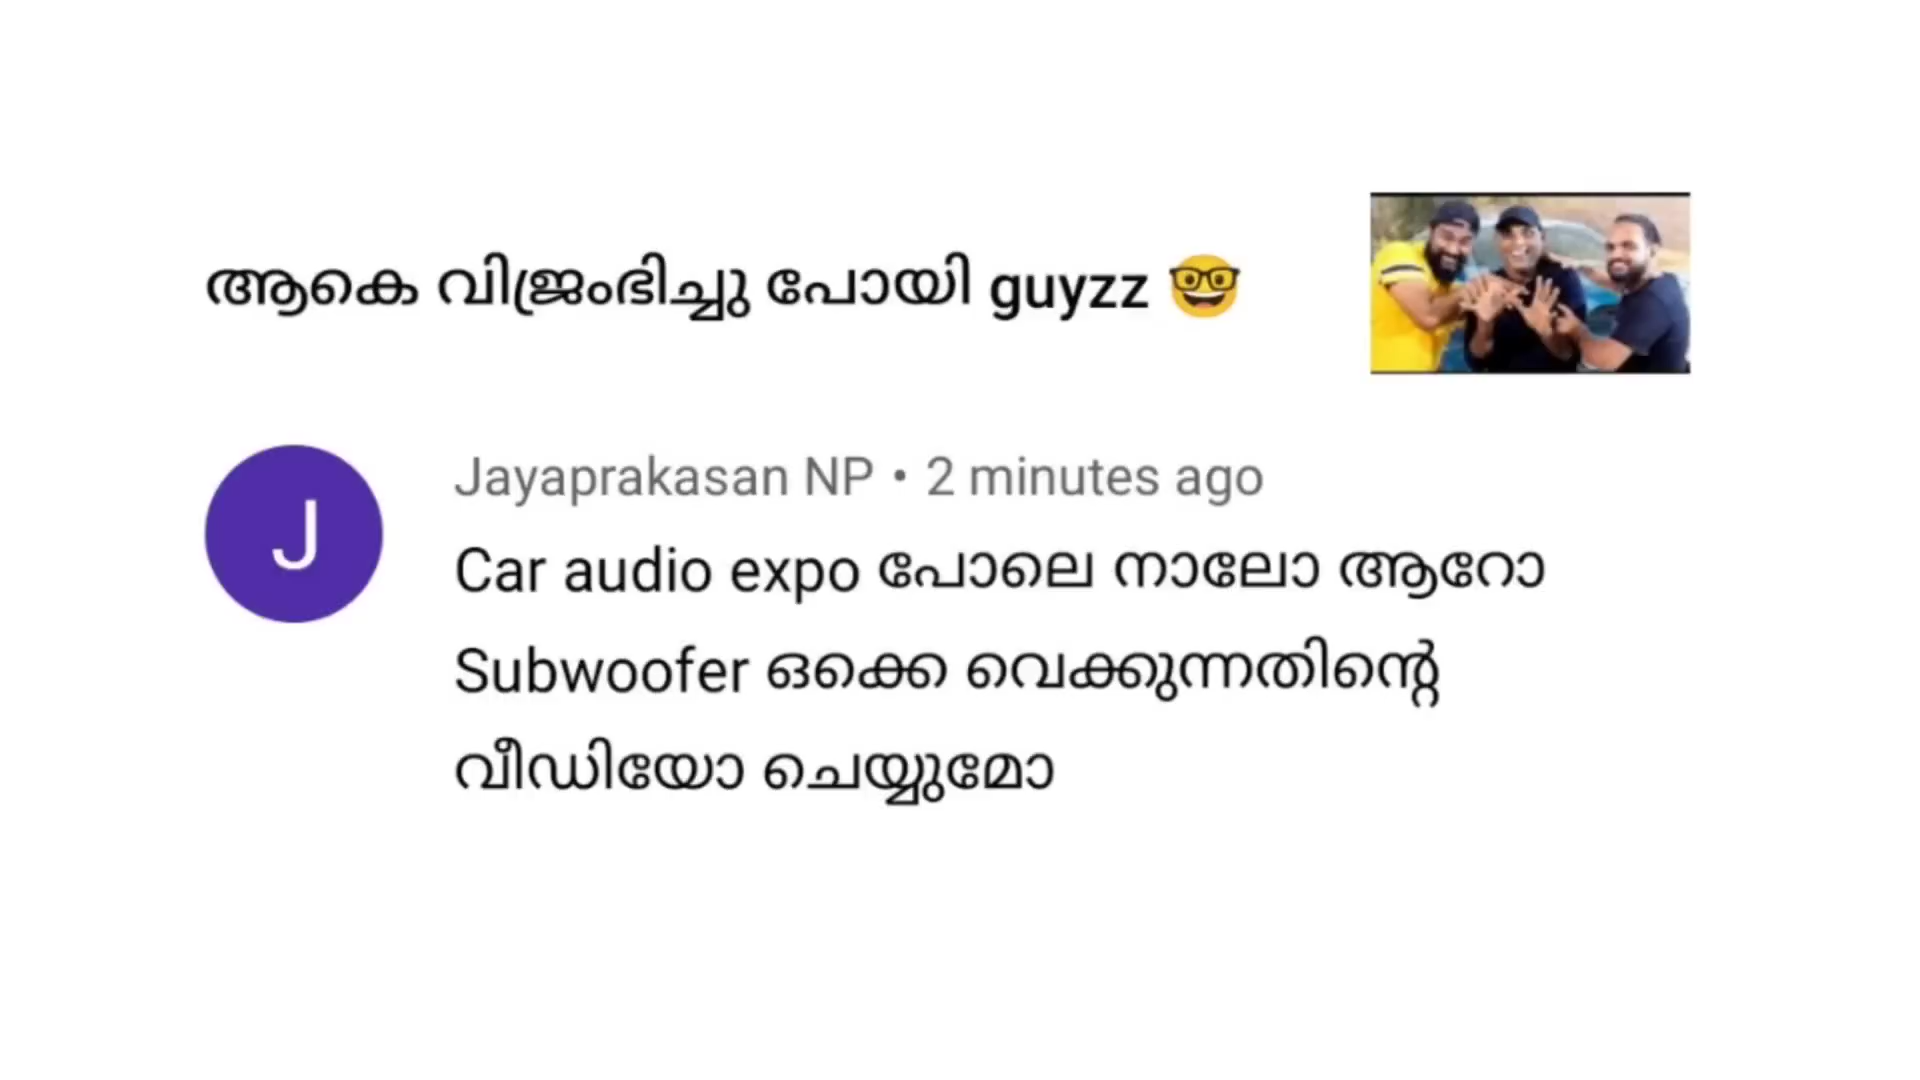 ആകെ വിജ്രംഭിച്ചു പോയി guyzz 🤓
J
Jayaprakasan NP • 2 minutes ago
Car audio expo പോലെ നാലോ ആറോ
Subwoofer ഒക്കെ വെക്കുന്നതിന്റെ
വീഡിയോ ചെയ്യുമോ